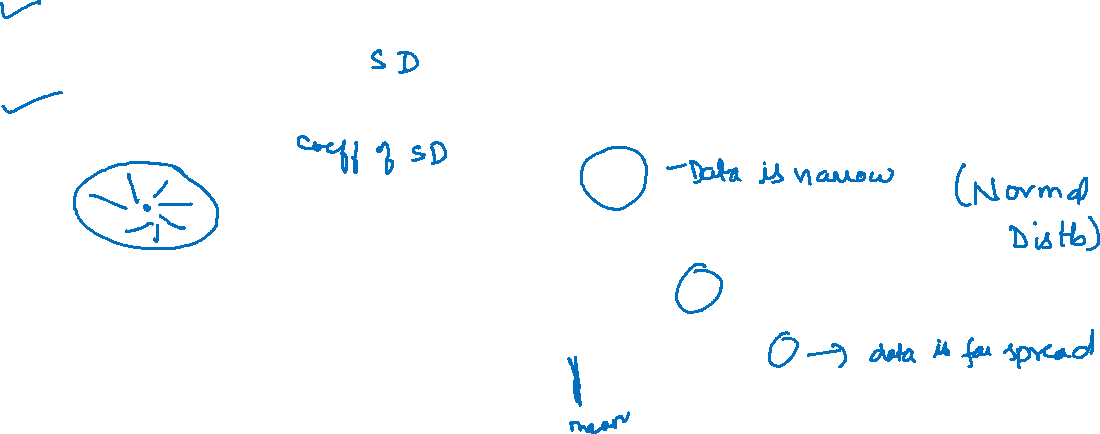 SD
coeff of SD
Data is narrow
(Normal
Distb)
data is far spread
mean